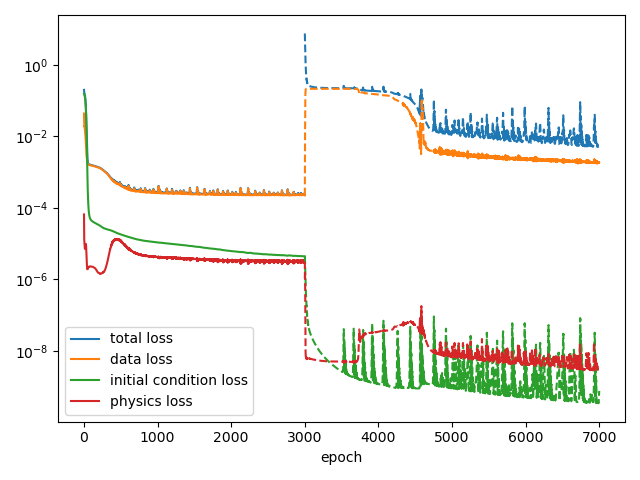 10⁰
10⁻²
10⁻⁴
10⁻⁶
10⁻⁸
total loss
data loss
initial condition loss
physics loss
0 1000 2000 3000 4000 5000 6000 7000
epoch